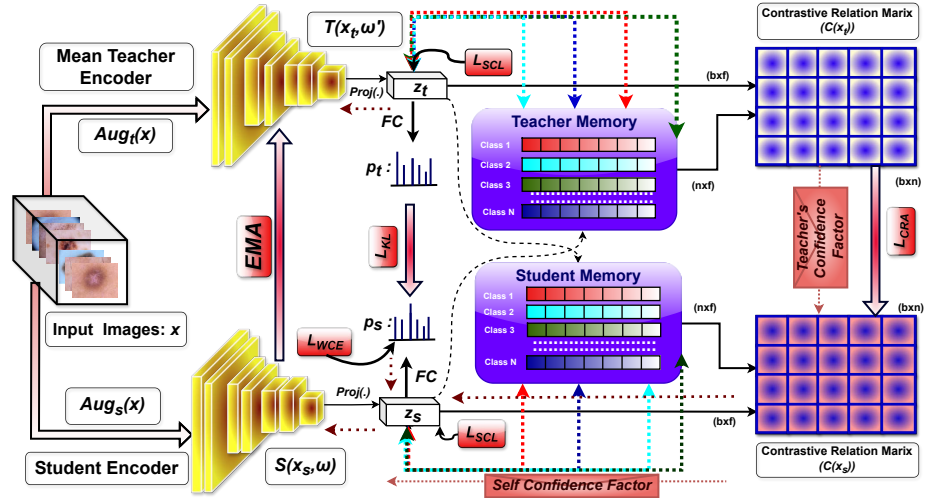 Mean Teacher
Encoder
T(xt,ω')
LSCL
Contrastive Relation Marix
(C(xt))
Augt(x)
Proj(.)
zt
(bxf)
FC
Teacher Memory
Class 1
Class 2
Class 3
Class N
pt :
(nxf)
(bxn)
EMA
LKL
Teacher's
Confidence
Factor
LCRA
Input Images: x
Student Memory
Class 1
Class 2
Class 3
Class N
ps :
(nxf)
(bxn)
LWCE
FC
Augs(x)
Proj(.)
zs
(bxf)
LSCL
Student Encoder
S(xs,ω)
Self Confidence Factor
Contrastive Relation Marix
(C(xs))